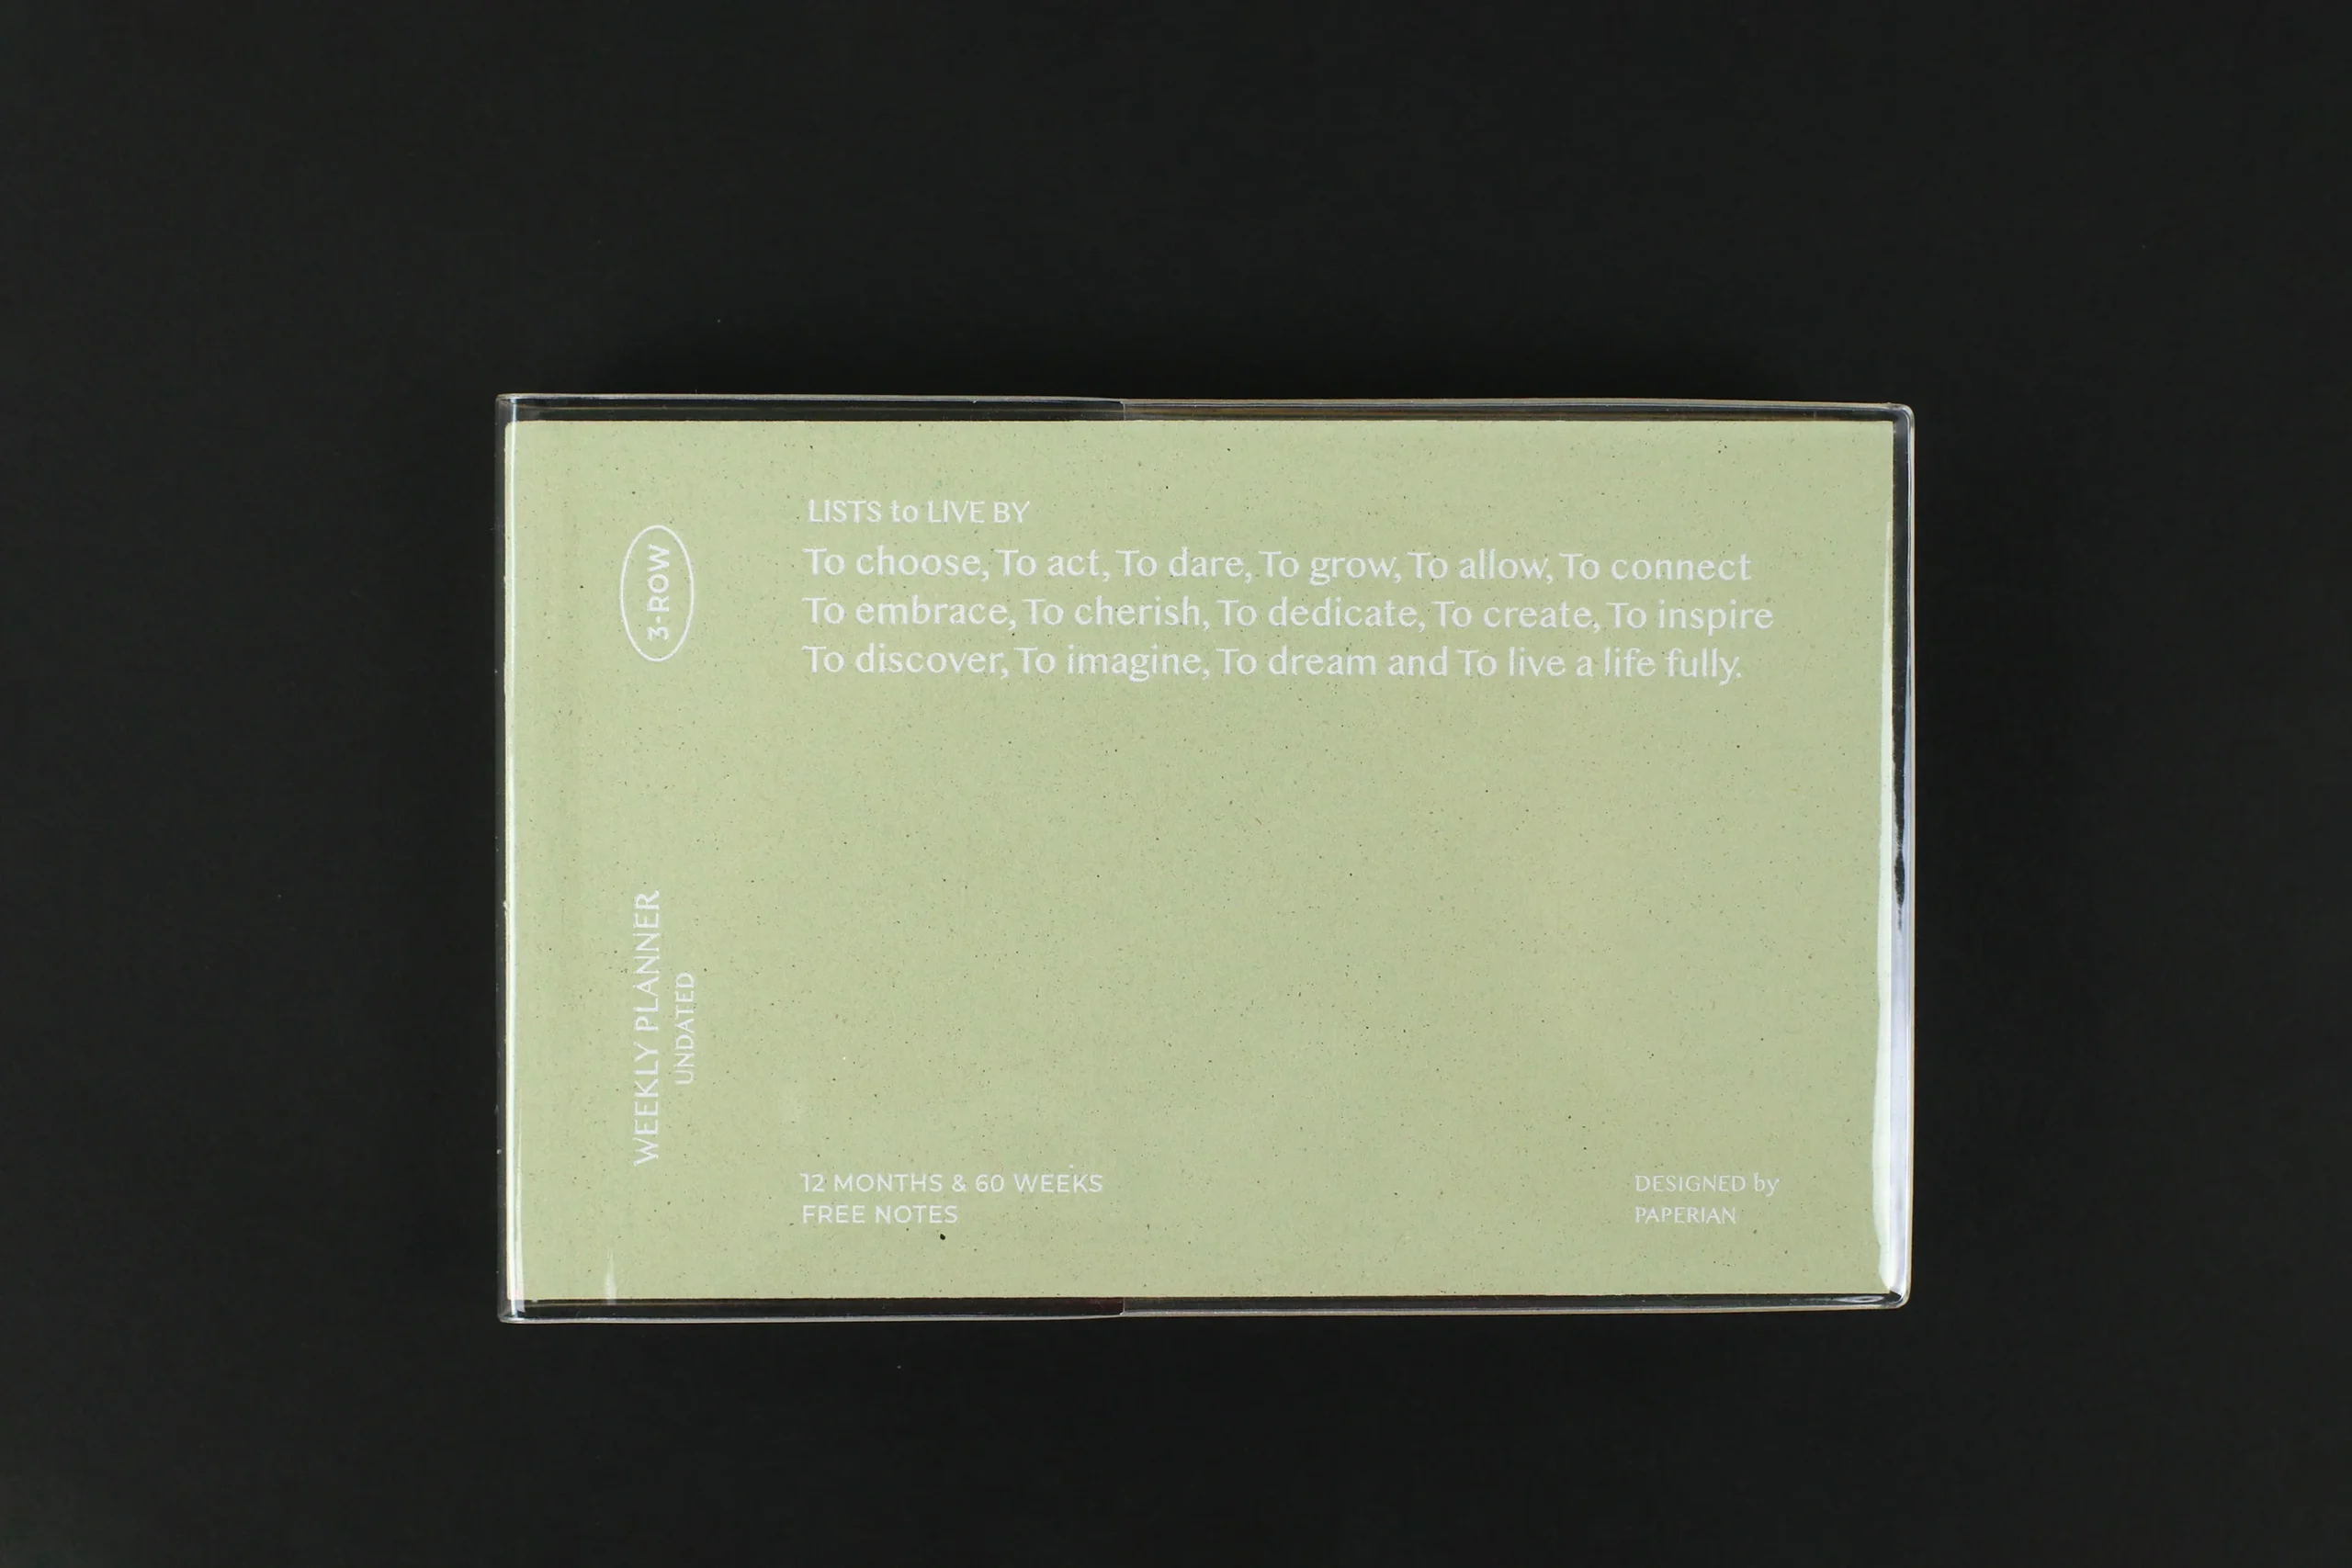 3-ROW
WEEKLY PLANNER
UNDATED
LISTS to LIVE BY
To choose, To act, To dare, To grow, To allow, To connect
To embrace, To cherish, To dedicate, To create, To inspire
To discover, To imagine, To dream and To live a life fully.
12 MONTHS & 60 WEEKS
FREE NOTES
DESIGNED by
PAPERIAN